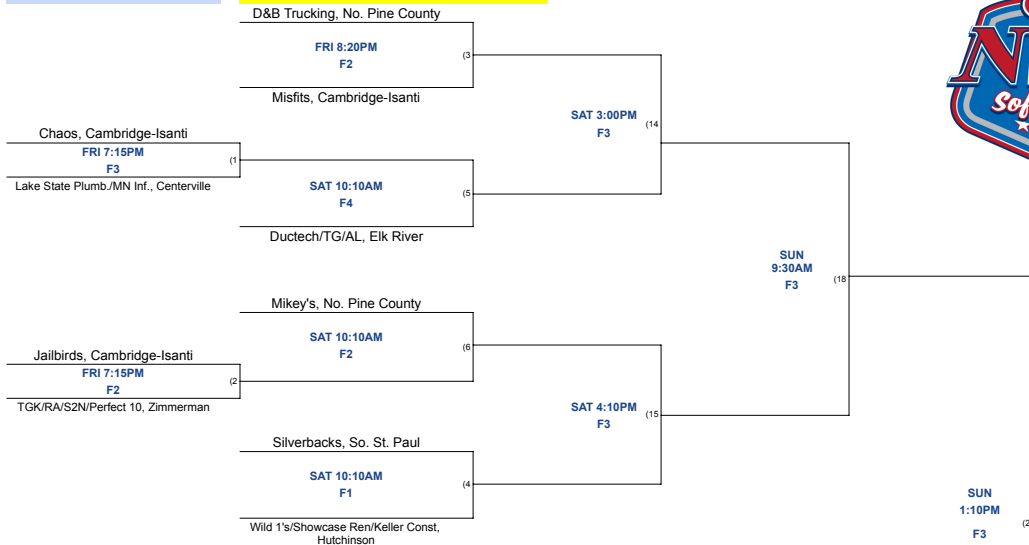 D&B Trucking, No. Pine County
FRI 8:20PM
F2
(3
Misfits, Cambridge-Isanti
SAT 3:00PM
F3
(14
Chaos, Cambridge-Isanti
FRI 7:15PM
F3
(1
Lake State Plumb./MN Inf., Centerville
SAT 10:10AM
F4
(5
Ductech/TG/AL, Elk River
SUN
9:30AM
F3
(18
Mikey's, No. Pine County
SAT 10:10AM
F2
(6
Jailbirds, Cambridge-Isanti
FRI 7:15PM
F2
(2
TGK/RA/S2N/Perfect 10, Zimmerman
SAT 4:10PM
F3
(15
Silverbacks, So. St. Paul
SAT 10:10AM
F1
(4
Wild 1's/Showcase Ren/Keller Const,
Hutchinson
SUN
1:10PM
F3